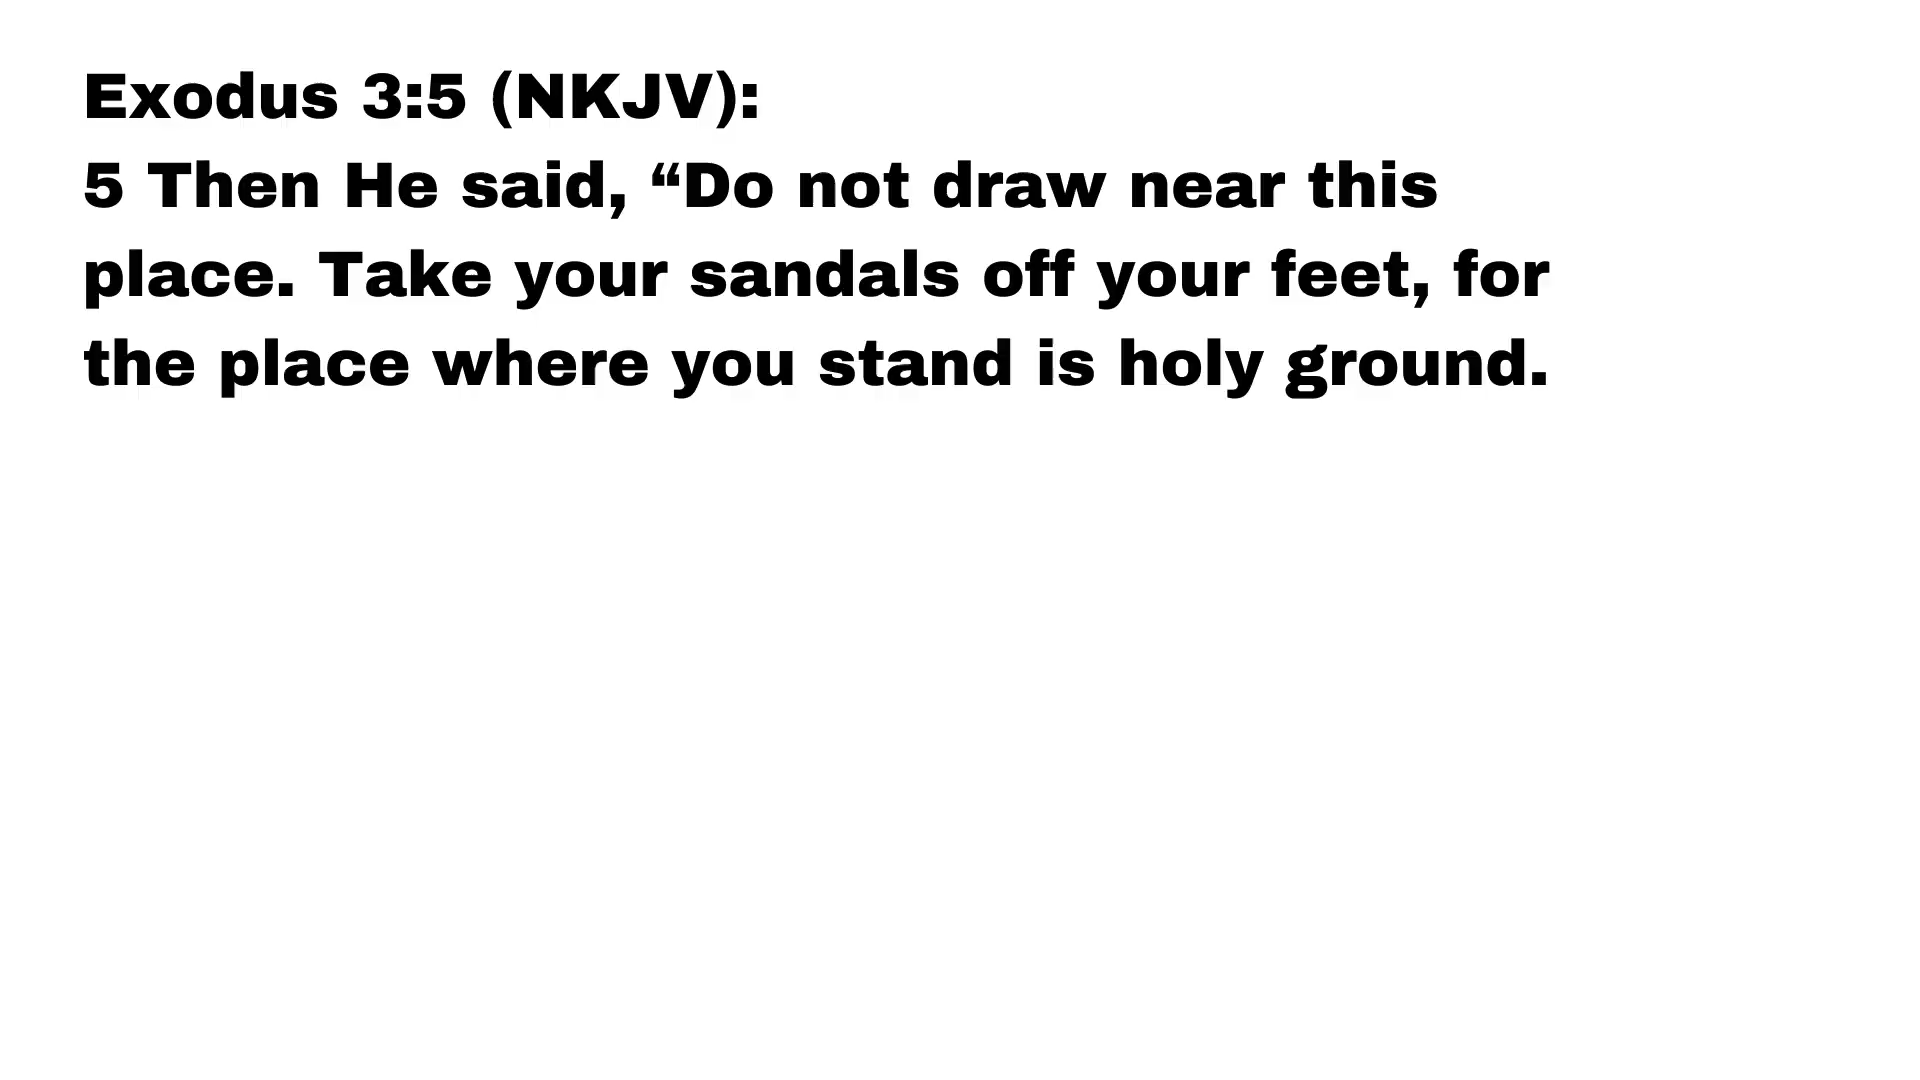 Exodus 3:5 (NKJV):
5 Then He said, “Do not draw near this
place. Take your sandals off your feet, for
the place where you stand is holy ground.